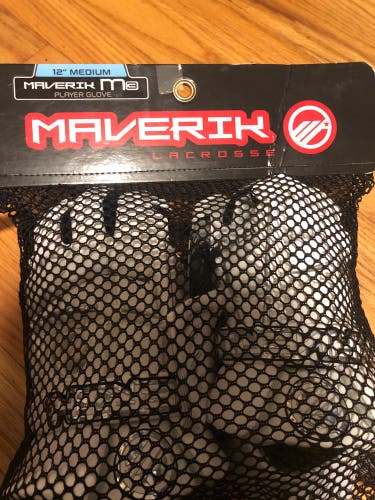 12" MEDIUM
MAVERIK M3
PLAYER GLOVE
MAVERIK
LACROSSE